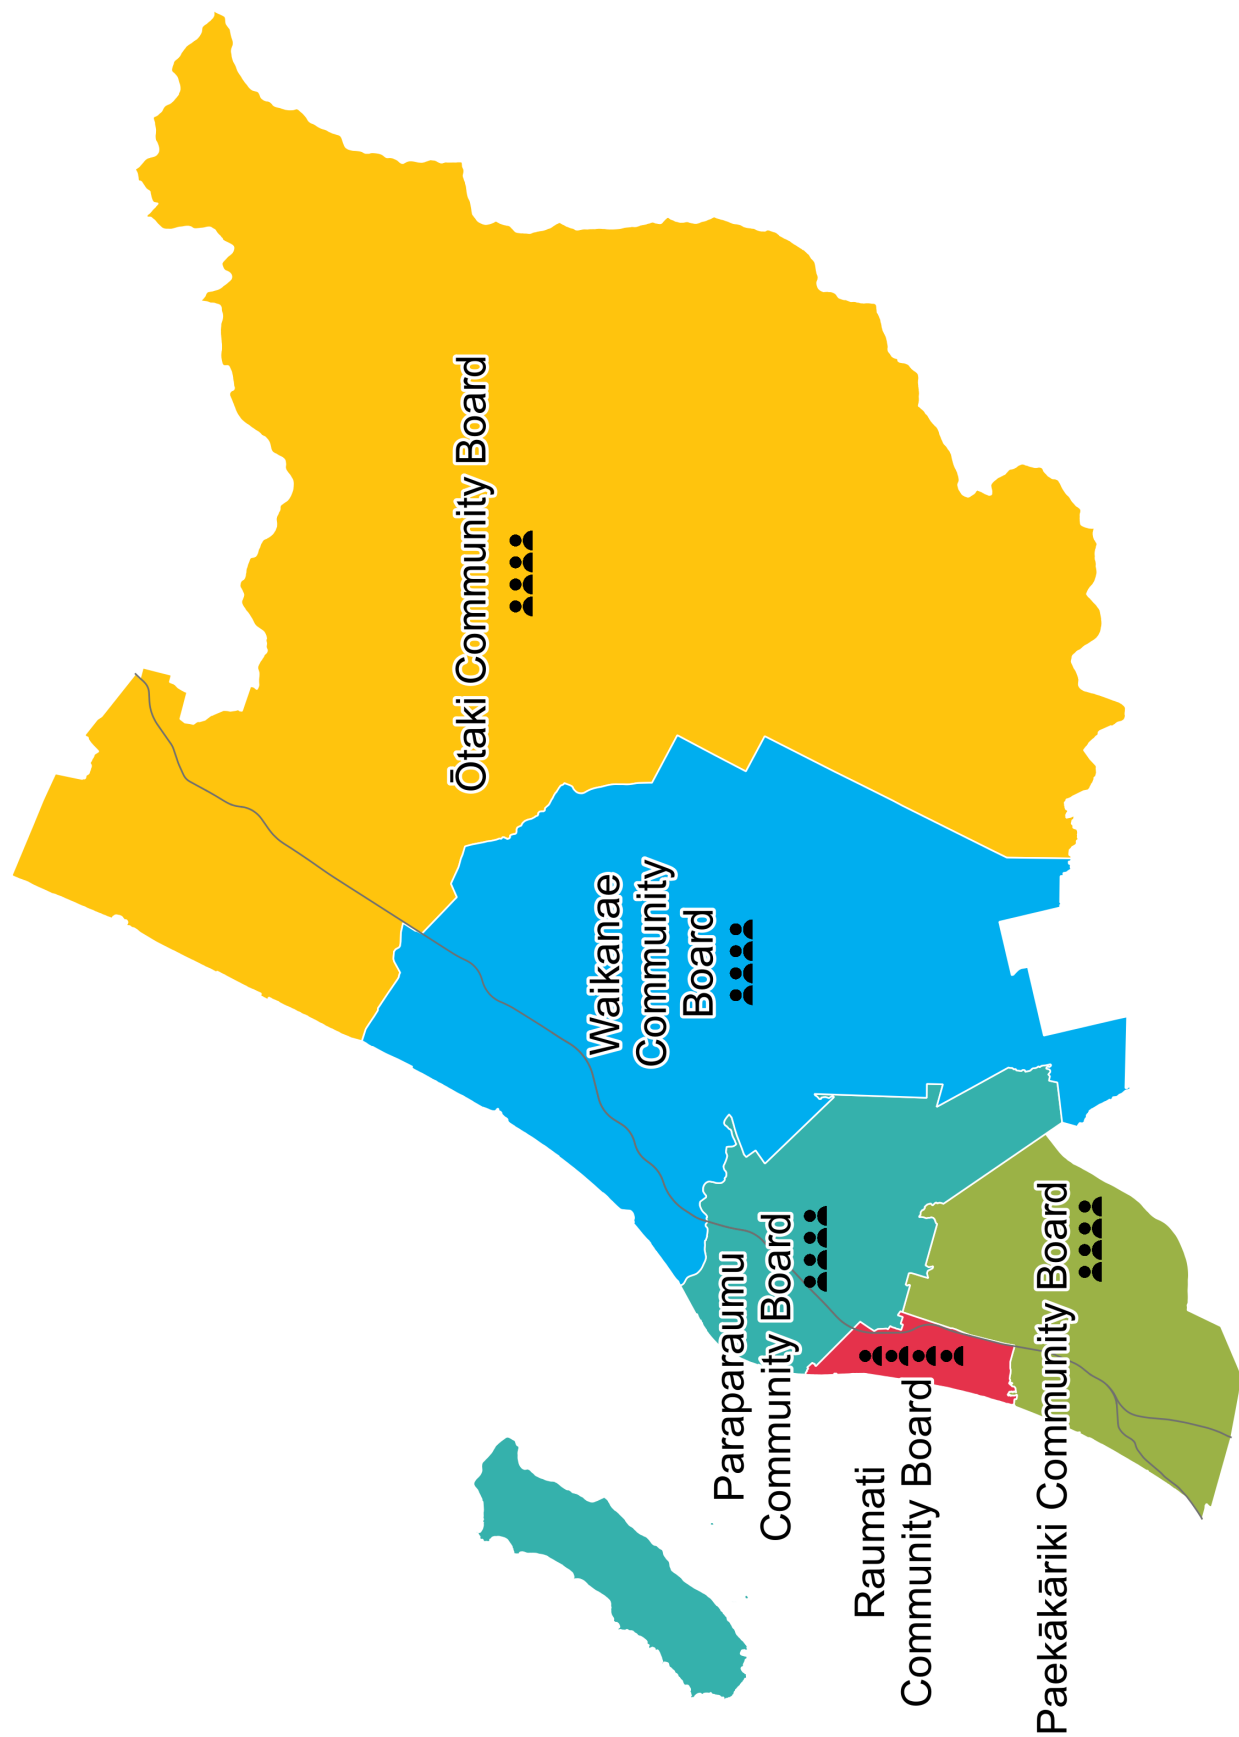 Ōtaki Community Board
Waikanae
Community
Board
Paraparaumu
Community Board
Raumati
Community Board
Paekākāriki Community Board